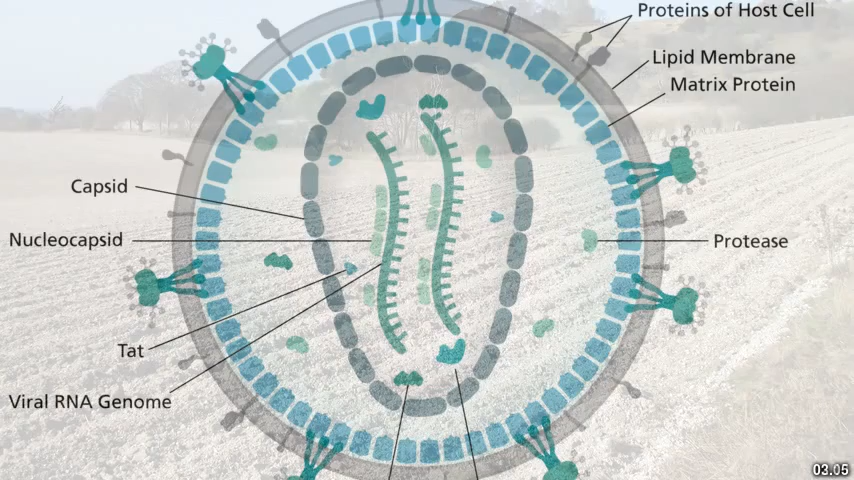 Proteins of Host Cell
Lipid Membrane
Matrix Protein
Capsid
Nucleocapsid
Protease
Tat
Viral RNA Genome
03.05